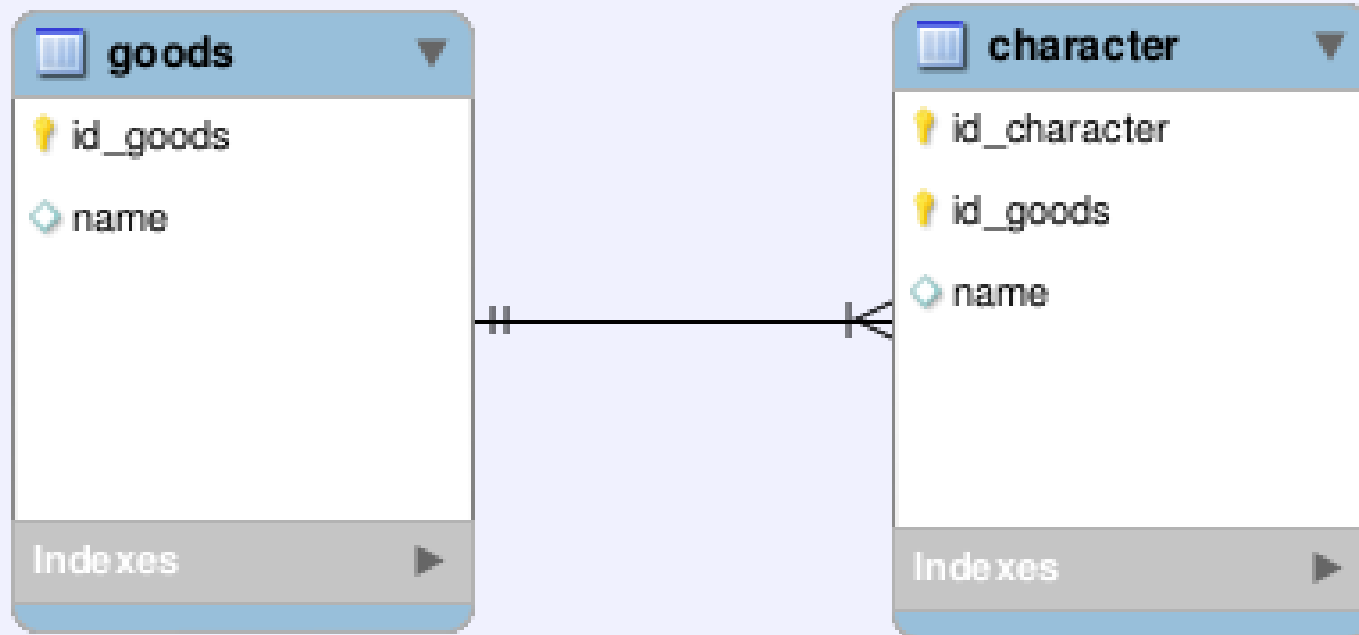 goods
id_goods
name
Indexes
character
id_character
id_goods
name
Indexes